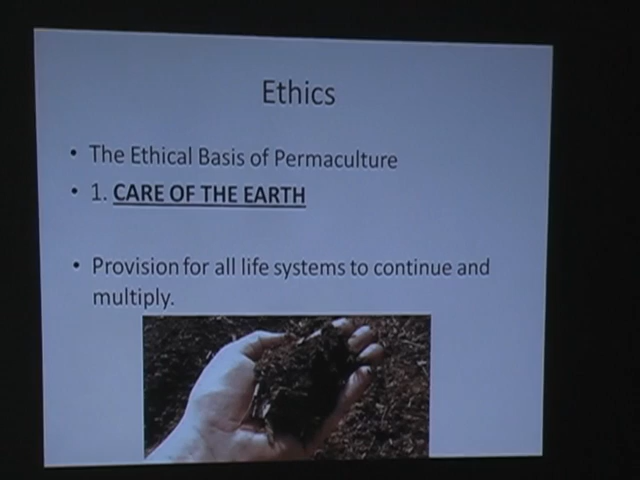 Ethics
• The Ethical Basis of Permaculture
• 1. CARE OF THE EARTH
• Provision for all life systems to continue and
multiply.